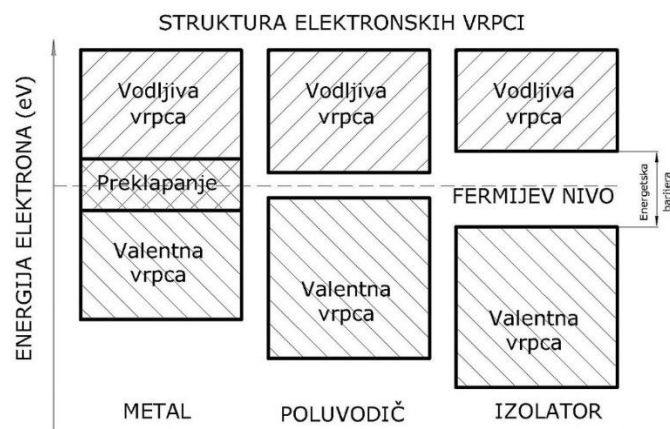 STRUKTURA ELEKTRONSKIH VRPCI
ENERGIJA ELEKTRONA (eV)
Vodljiva
vrpca
Preklapanje
Valentna
vrpca
METAL
Vodljiva
vrpca
Valentna
vrpca
POLUVODIČ
Vodljiva
vrpca
FERMIJEV NIVO
Energetska
barijera
Valentna
vrpca
IZOLATOR